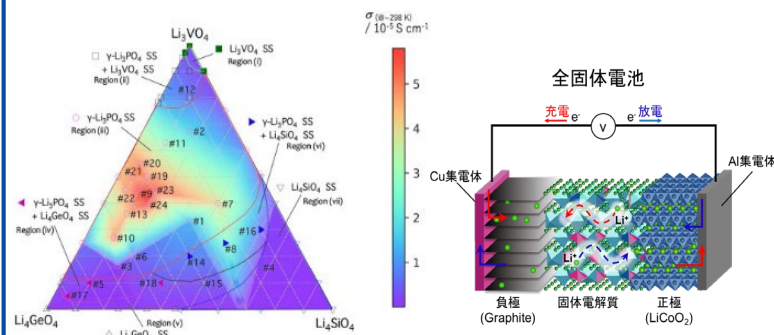 σ (@~298 K)
/ 10⁻⁵ S cm⁻¹
Li₃VO₄
γ-Li₃PO₄ SS
+ Li₃VO₄ SS
Region (ii)
Li₃VO₄ SS
Region (i)
#12
γ-Li₃PO₄ SS
Region (iii)
#2
#11
γ-Li₃PO₄ SS
+ Li₄SiO₄ SS
Region (vi)
#20
#21
#19
#9
#23
#22
#24
#13
#7
#1
Li₄SiO₄ SS
Region (vii)
γ-Li₃PO₄ SS
+ Li₄GeO₄ SS
Region (iv)
#10
#16
#8
#6
#3
#14
#4
#5
#17
#18
#15
Li₄GeO₄
Li₄SiO₄
Region (v)
5
4
3
2
1
全固体電池
充電 e⁻
V
e⁻ 放電
Cu集電体
Al集電体
Li⁺
Li⁺
負極
(Graphite)
固体電解質
正極
(LiCoO₂)